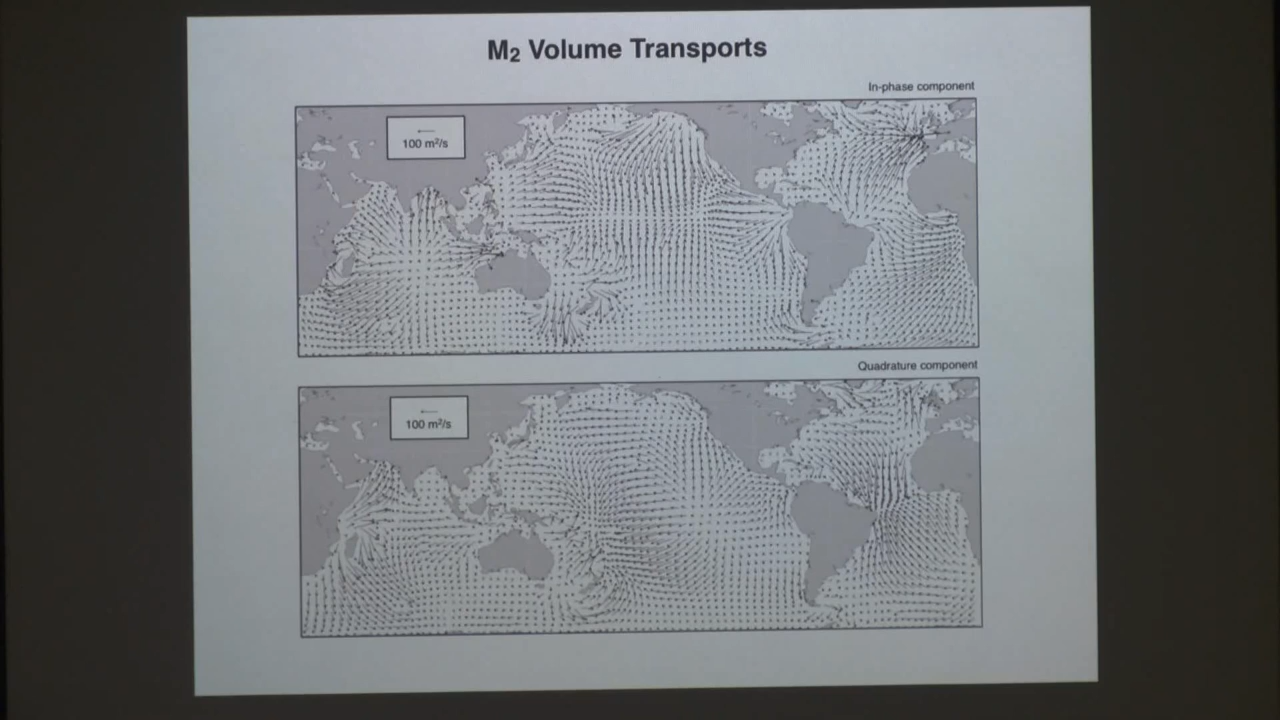 M₂ Volume Transports
In-phase component
100 m²/s
Quadrature component
100 m²/s